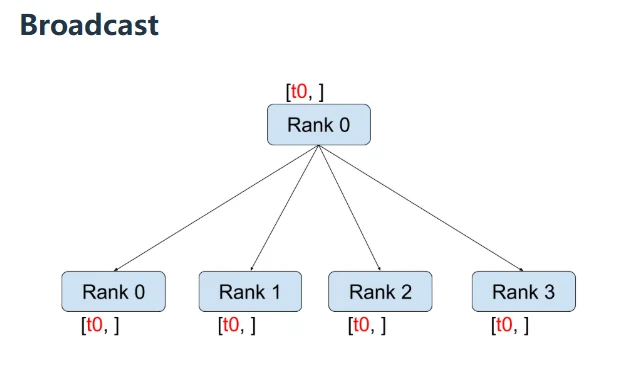 Broadcast
[t0, ]
Rank 0
Rank 0 Rank 1 Rank 2 Rank 3
[t0, ] [t0, ] [t0, ] [t0, ]